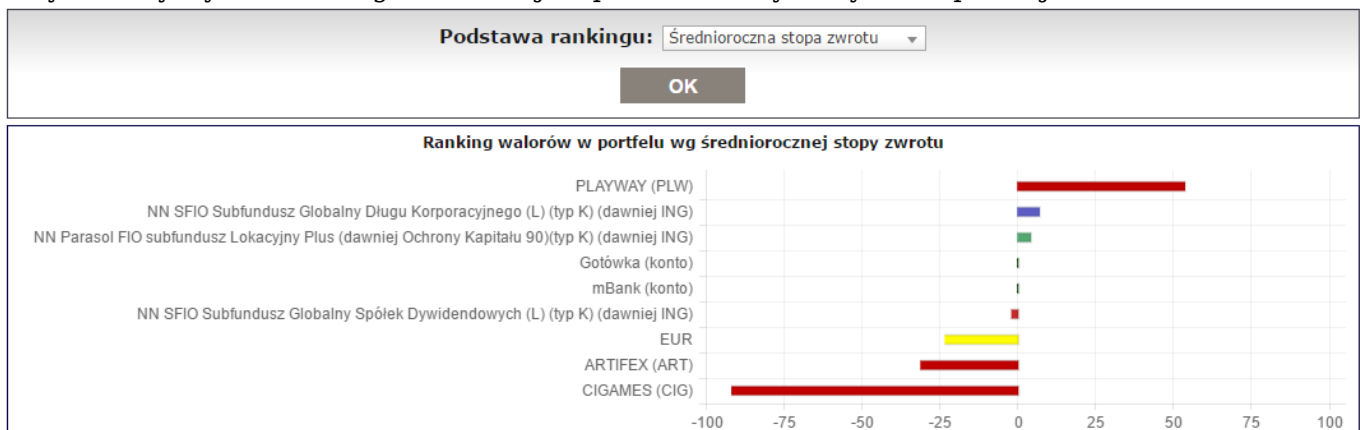 Podstawa rankingu: Średnioroczna stopa zwrotu
OK
Ranking walorów w portfelu wg średniorocznej stopy zwrotu
PLAYWAY (PLW)
NN SFIO Subfundusz Globalny Długu Korporacyjnego (L) (typ K) (dawniej ING)
NN Parasol FIO subfundusz Lokacyjny Plus (dawniej Ochrony Kapitału 90)(typ K) (dawniej ING)
Gotówka (konto)
mBank (konto)
NN SFIO Subfundusz Globalny Spółek Dywidendowych (L) (typ K) (dawniej ING)
EUR
ARTIFEX (ART)
CIGAMES (CIG)
-100 -75 -50 -25 0 25 50 75 100